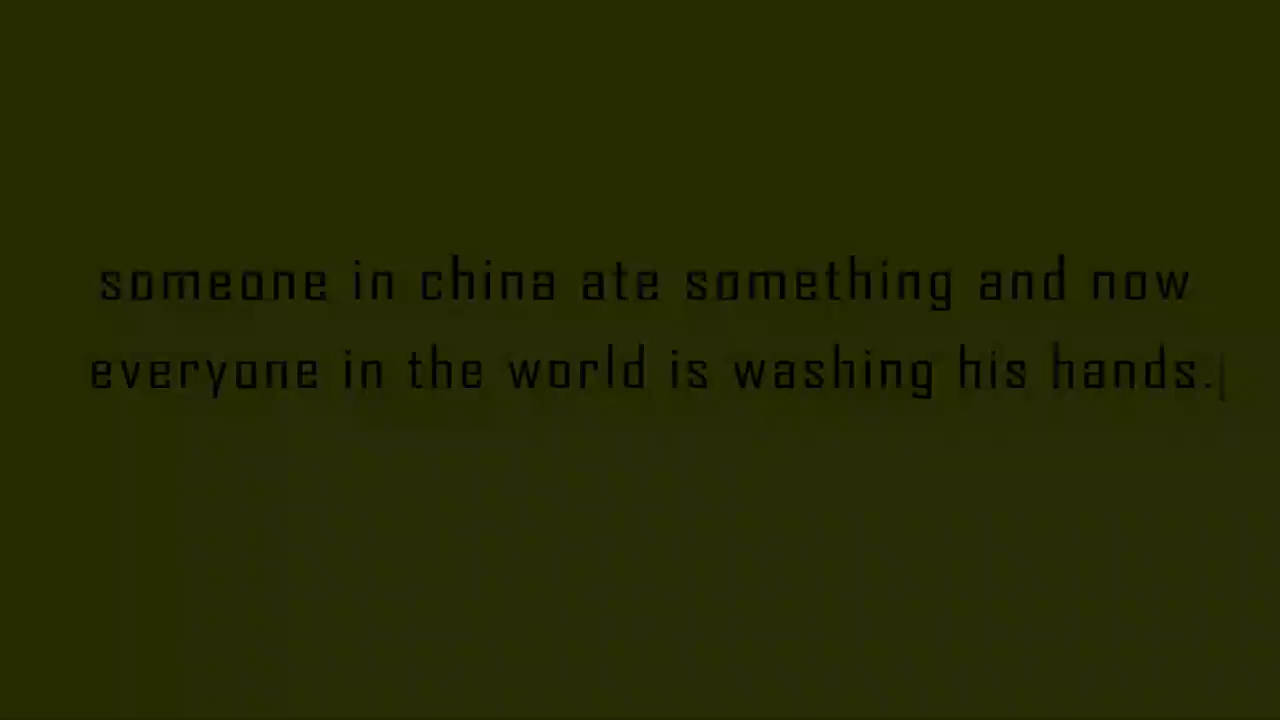 someone in china ate something and now
everyone in the world is washing his hands.